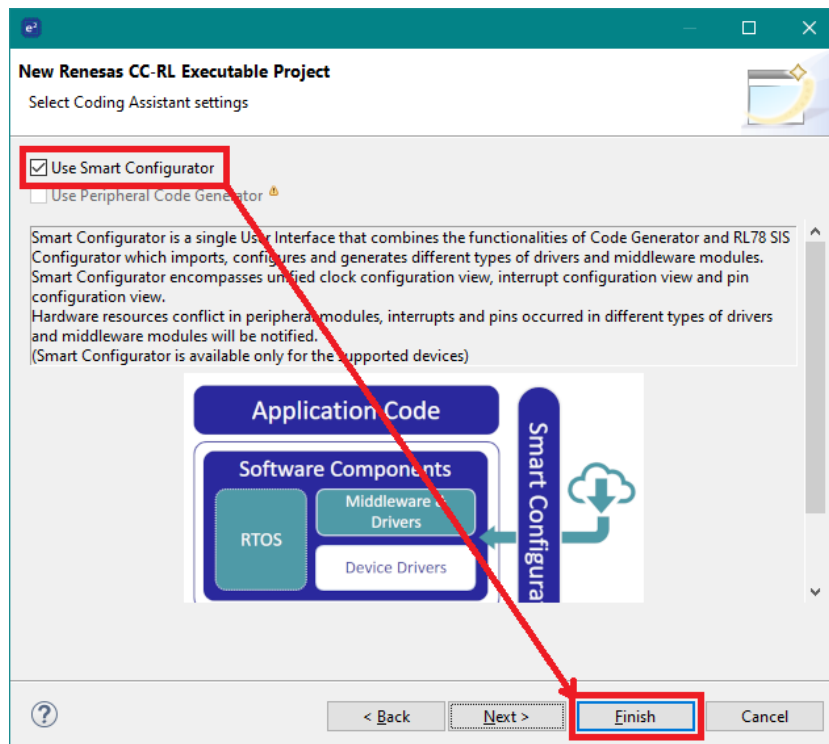 e²
New Renesas CC-RL Executable Project
Select Coding Assistant settings
Use Smart Configurator
Use Peripheral Code Generator
Smart Configurator is a single User Interface that combines the functionalities of Code Generator and RL78 SIS
Configurator which imports, configures and generates different types of drivers and middleware modules.
Smart Configurator encompasses unified clock configuration view, interrupt configuration view and pin
configuration view.
Hardware resources conflict in peripheral modules, interrupts and pins occurred in different types of drivers
and middleware modules will be notified.
(Smart Configurator is available only for the supported devices)
Application Code
Software Components
RTOS
Middleware &
Drivers
Device Drivers
Smart Configura
?
< Back
Next >
Finish
Cancel